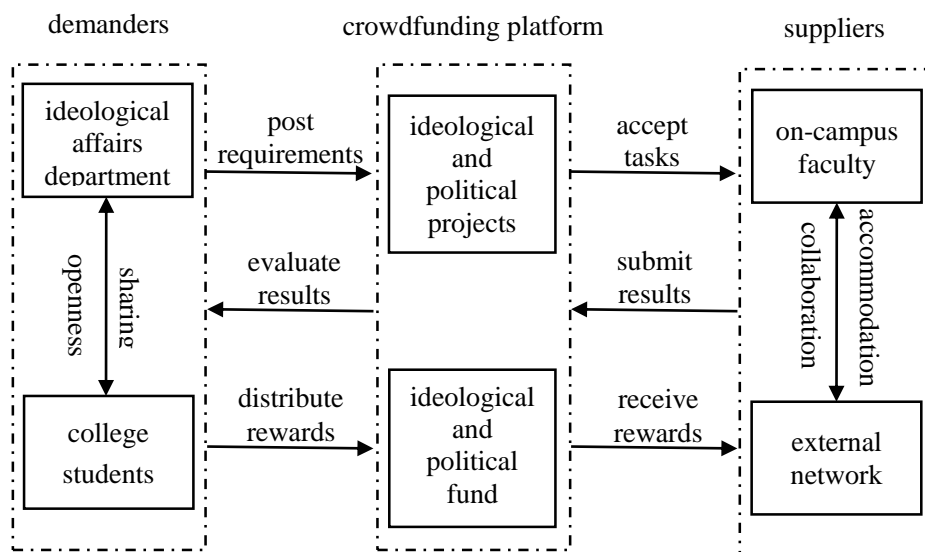 demanders
crowdfunding platform
suppliers
ideological
affairs
department
post
requirements
ideological
and
political
projects
accept
tasks
on-campus
faculty
openness
sharing
evaluate
results
submit
results
collaboration
accommodation
college
students
distribute
rewards
ideological
and
political
fund
receive
rewards
external
network